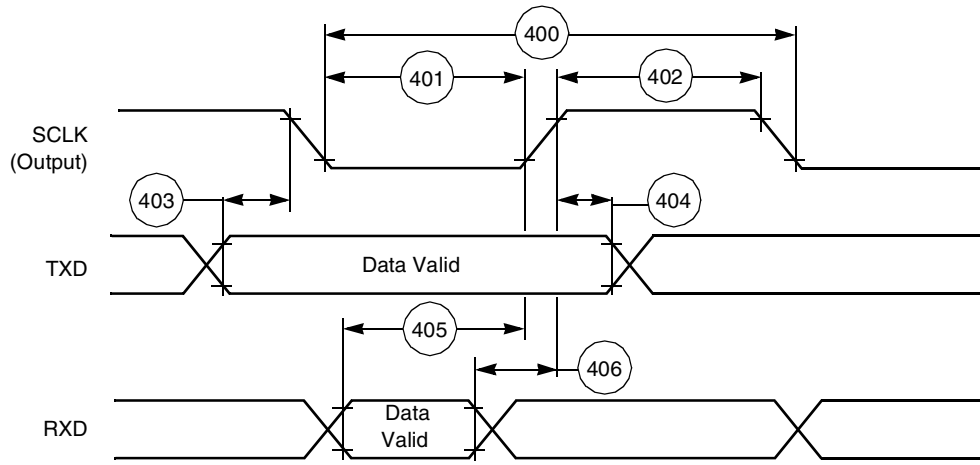 400
401
402
SCLK
(Output)
403
404
TXD
Data Valid
405
406
RXD
Data
Valid